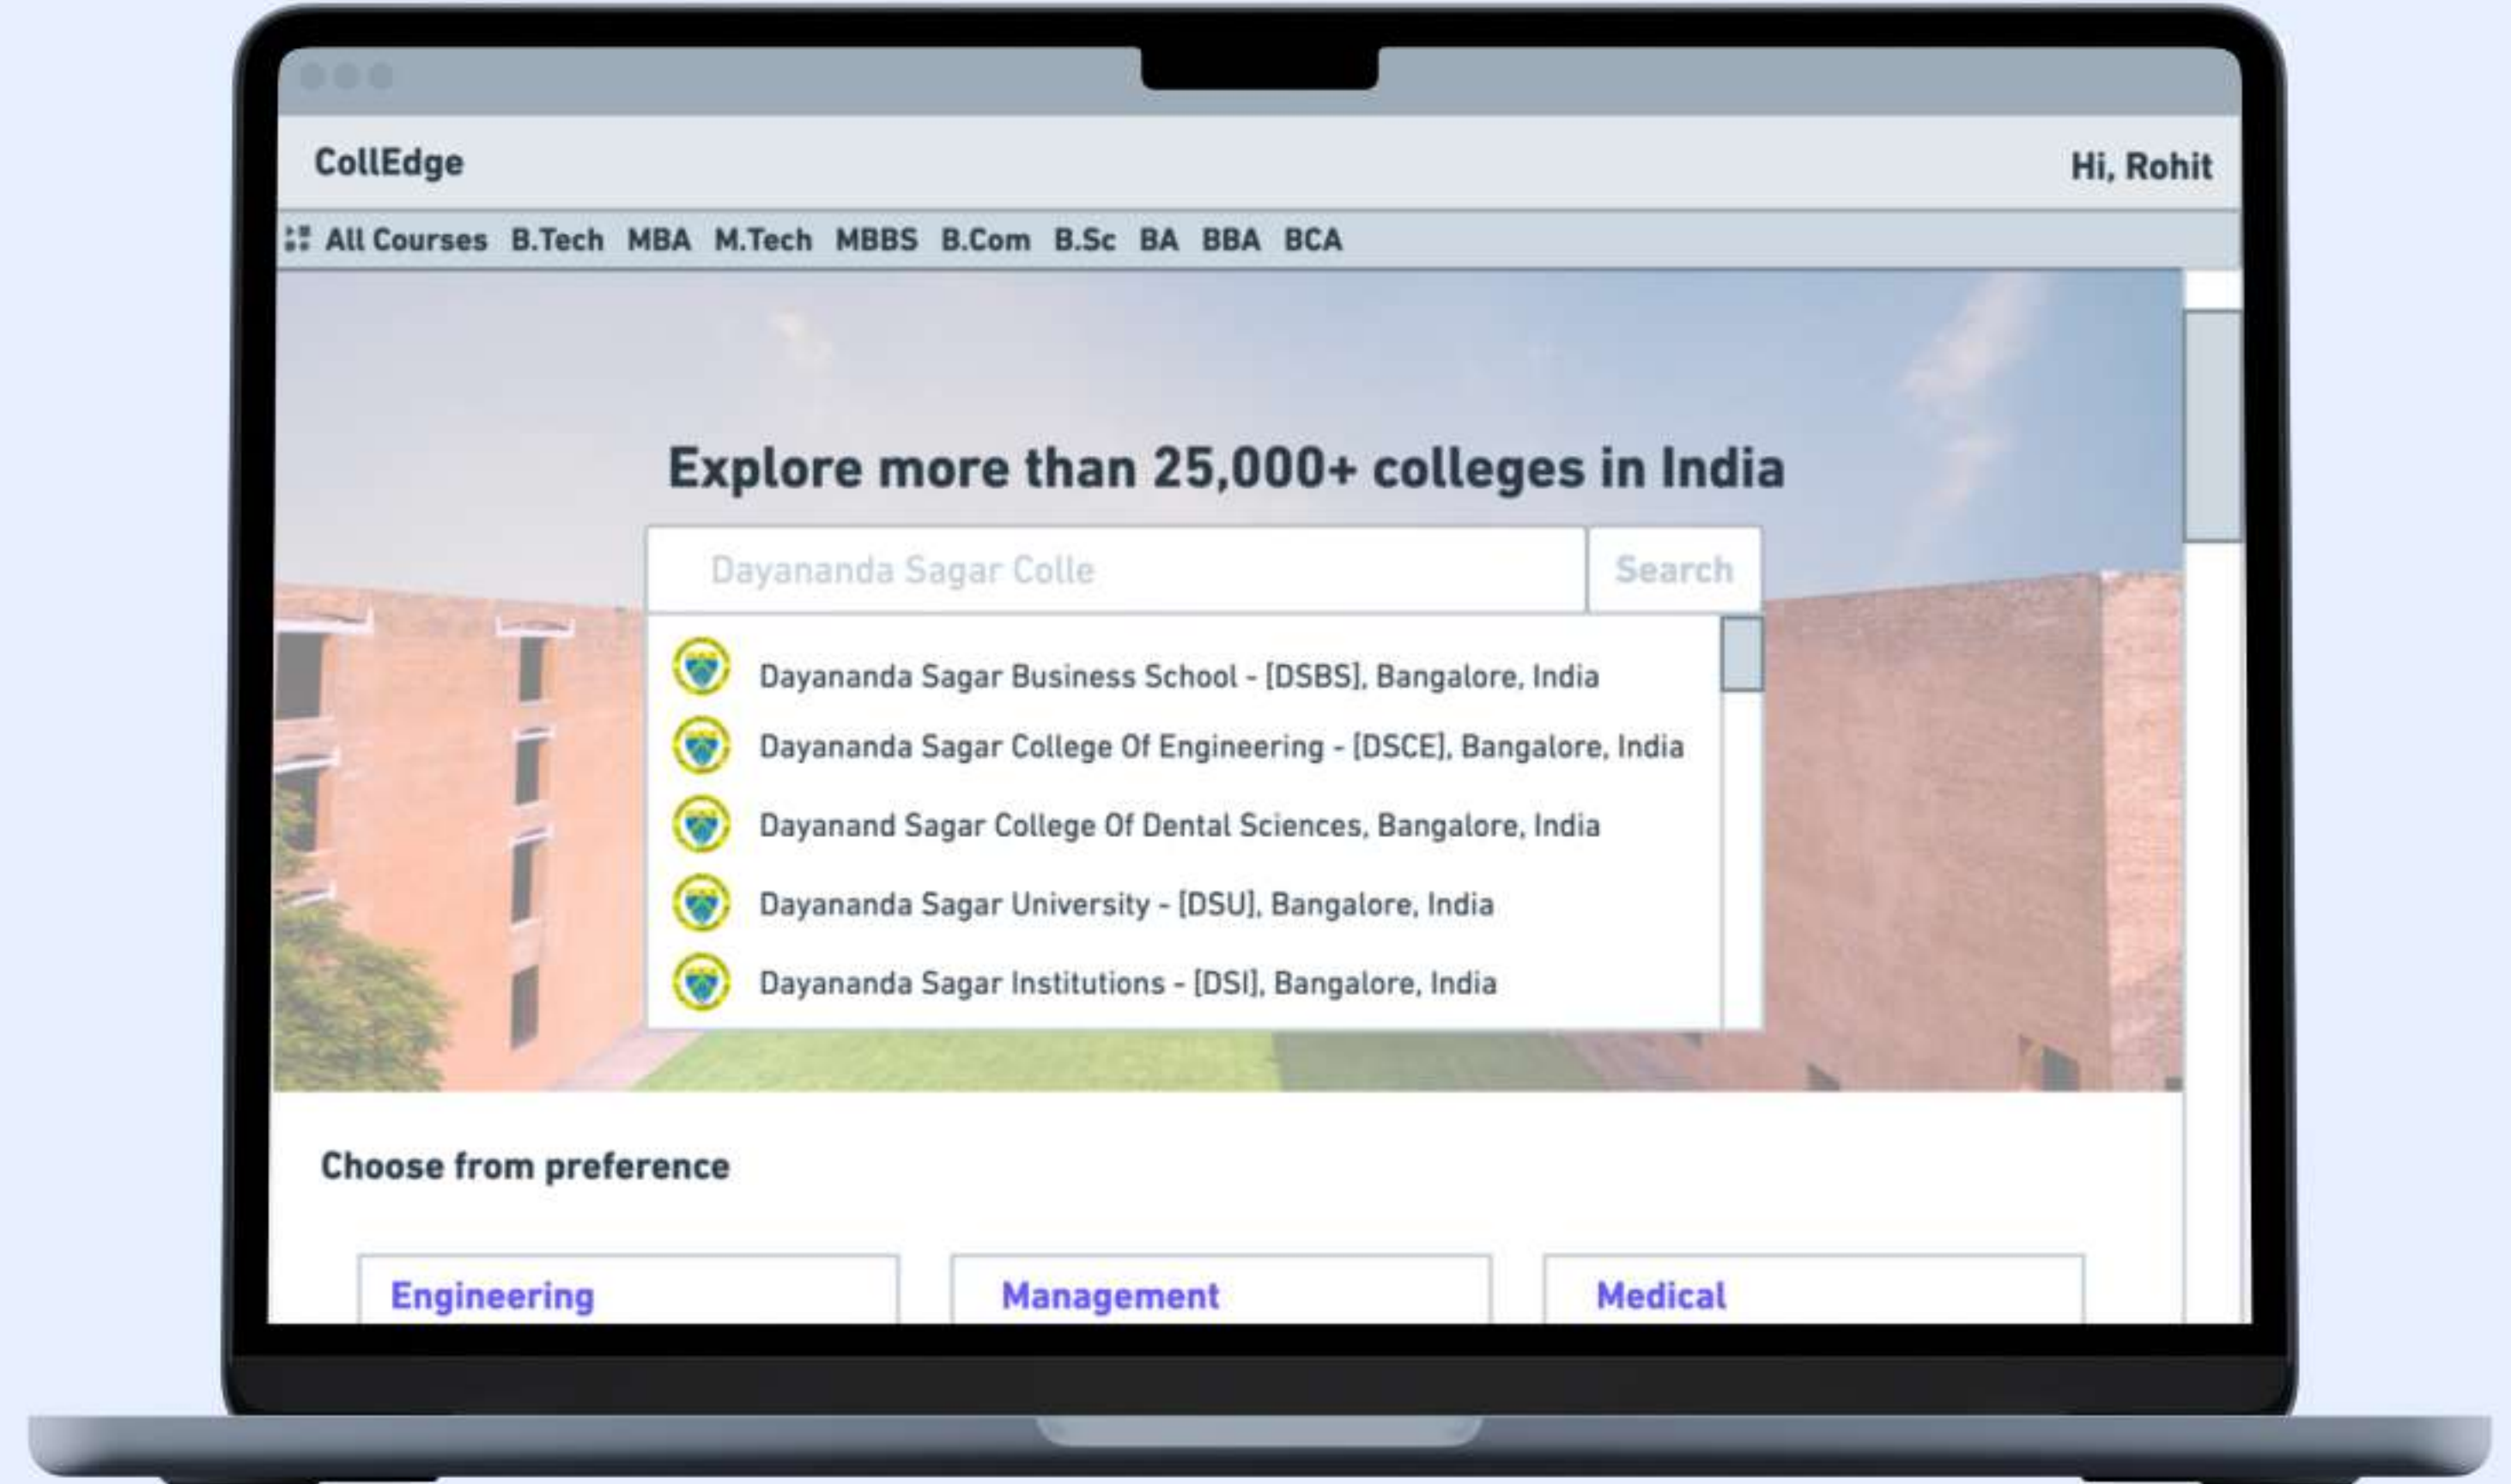 CollEdge
Hi, Rohit
All Courses B.Tech MBA M.Tech MBBS B.Com B.Sc BA BBA BCA
Explore more than 25,000+ colleges in India
Dayananda Sagar Colle
Search
Dayananda Sagar Business School - [DSBS], Bangalore, India
Dayananda Sagar College Of Engineering - [DSCE], Bangalore, India
Dayanand Sagar College Of Dental Sciences, Bangalore, India
Dayananda Sagar University - [DSU], Bangalore, India
Dayananda Sagar Institutions - [DSI], Bangalore, India
Choose from preference
Engineering
Management
Medical